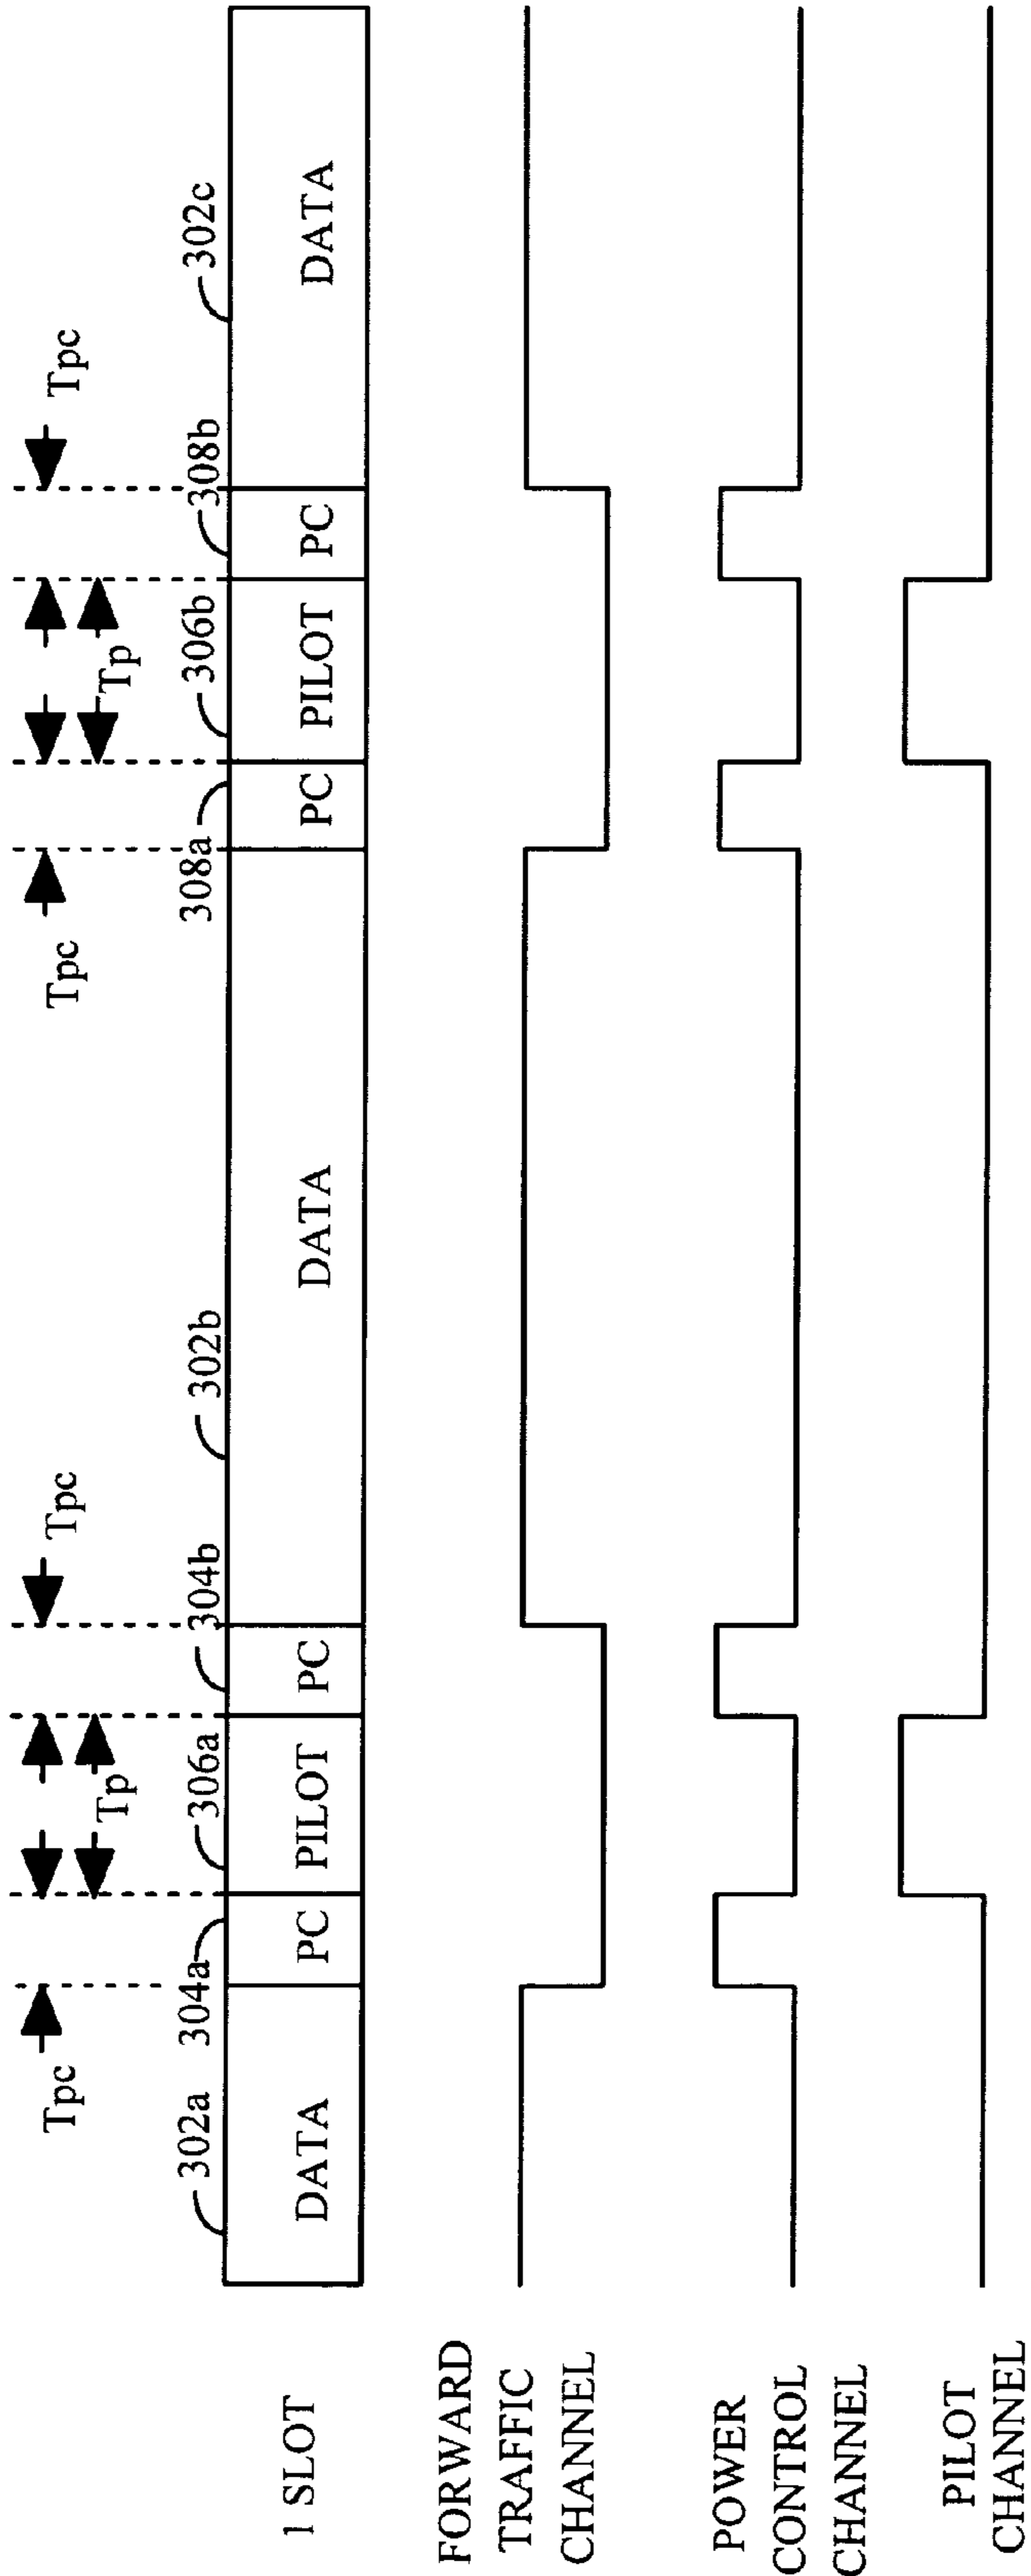 Tpc
Tp
Tpc
Tpc
Tp
Tpc
302a
304a
306a
304b
302b
308a
306b
308b
302c
1 SLOT
DATA
PC
PILOT
PC
DATA
PC
PILOT
PC
DATA
FORWARD
TRAFFIC
CHANNEL
POWER
CONTROL
CHANNEL
PILOT
CHANNEL